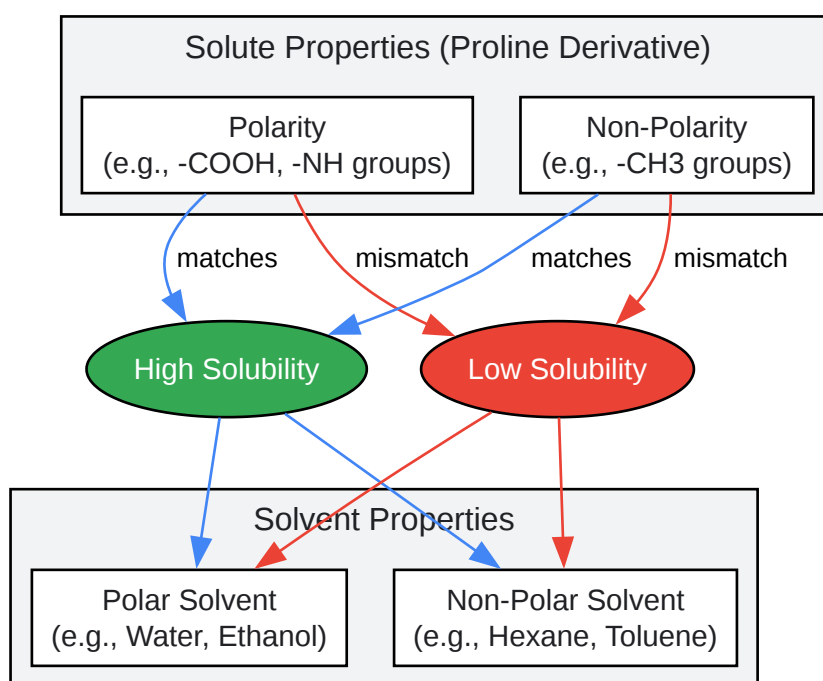 Solute Properties (Proline Derivative)
Polarity
(e.g., -COOH, -NH groups)
Non-Polarity
(e.g., -CH3 groups)
matches
mismatch
matches
mismatch
High Solubility
Low Solubility
Solvent Properties
Polar Solvent
(e.g., Water, Ethanol)
Non-Polar Solvent
(e.g., Hexane, Toluene)